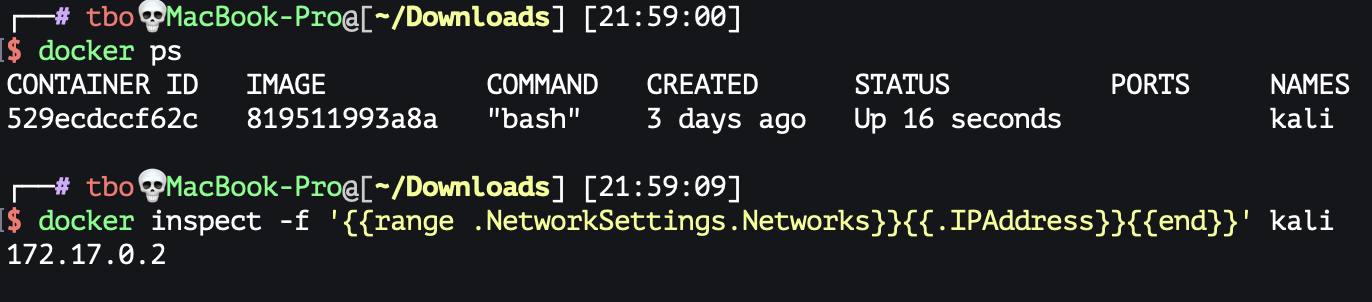 ┌──# tbo💀MacBook-Pro@[~/Downloads] [21:59:00]
$ docker ps
CONTAINER ID   IMAGE          COMMAND   CREATED      STATUS          PORTS     NAMES
529ecdccf62c   819511993a8a   "bash"    3 days ago   Up 16 seconds             kali
┌──# tbo💀MacBook-Pro@[~/Downloads] [21:59:09]
$ docker inspect -f '{{range .NetworkSettings.Networks}}{{.IPAddress}}{{end}}' kali
172.17.0.2